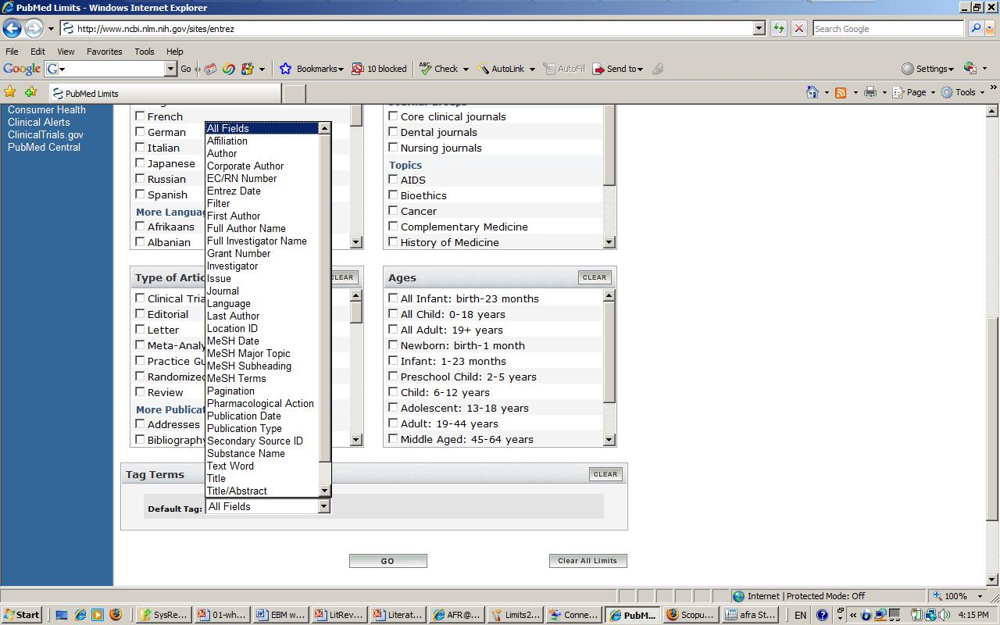 PubMed Limits - Windows Internet Explorer
http://www.ncbi.nlm.nih.gov/sites/entrez
Search Google
File Edit View Favorites Tools Help
Google G Go Bookmarks 10 blocked ABC Check AutoLink AutoFill Send to Settings
PubMed Limits
Page Tools »
Consumer Health
Clinical Alerts
ClinicalTrials.gov
PubMed Central
French
German
Italian
Japanese
Russian
Spanish
More Langua
Afrikaans
Albanian
All Fields
Affiliation
Author
Corporate Author
EC/RN Number
Entrez Date
Filter
First Author
Full Author Name
Full Investigator Name
Grant Number
Investigator
Issue
Journal
Language
Last Author
Location ID
MeSH Date
MeSH Major Topic
MeSH Subheading
MeSH Terms
Pagination
Pharmacological Action
Publication Date
Publication Type
Secondary Source ID
Substance Name
Text Word
Title
Title/Abstract
Core clinical journals
Dental journals
Nursing journals
Topics
AIDS
Bioethics
Cancer
Complementary Medicine
History of Medicine
Type of Artic
CLEAR
Clinical Tria
Editorial
Letter
Meta-Analy
Practice Gu
Randomized
Review
More Publicat
Addresses
Bibliography
Ages
CLEAR
All Infant: birth-23 months
All Child: 0-18 years
All Adult: 19+ years
Newborn: birth-1 month
Infant: 1-23 months
Preschool Child: 2-5 years
Child: 6-12 years
Adolescent: 13-18 years
Adult: 19-44 years
Middle Aged: 45-64 years
Tag Terms
CLEAR
Default Tag: All Fields
GO
Clear All Limits
Internet | Protected Mode: Off
100%
Start SysRe... 01-wh... EBM w... LitRev... Literat... AFR@... Limits2... Conne... PubM... Scopu... afra St... EN « 4:15 PM